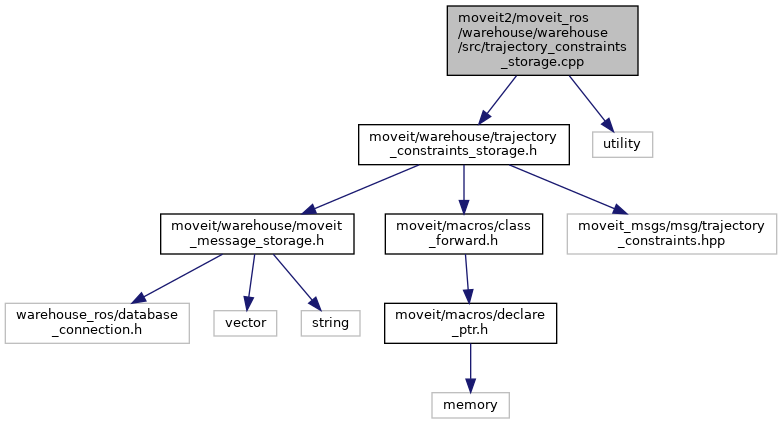 moveit2/moveit_ros
/warehouse/warehouse
/src/trajectory_constraints
_storage.cpp
moveit/warehouse/trajectory
_constraints_storage.h
utility
moveit/warehouse/moveit
_message_storage.h
moveit/macros/class
_forward.h
moveit_msgs/msg/trajectory
_constraints.hpp
warehouse_ros/database
_connection.h
vector
string
moveit/macros/declare
_ptr.h
memory